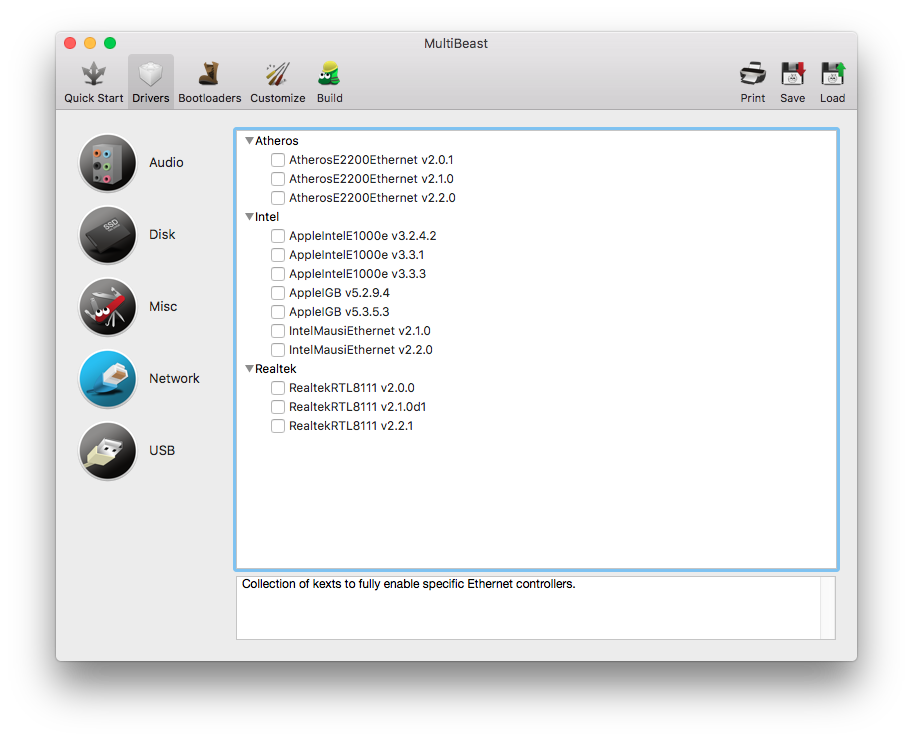 MultiBeast
Quick Start
Drivers
Bootloaders
Customize
Build
Print
Save
Load
Audio
SSD
Disk
Misc
Network
USB
Atheros
AtherosE2200Ethernet v2.0.1
AtherosE2200Ethernet v2.1.0
AtherosE2200Ethernet v2.2.0
Intel
AppleIntelE1000e v3.2.4.2
AppleIntelE1000e v3.3.1
AppleIntelE1000e v3.3.3
AppleIGB v5.2.9.4
AppleIGB v5.3.5.3
IntelMausiEthernet v2.1.0
IntelMausiEthernet v2.2.0
Realtek
RealtekRTL8111 v2.0.0
RealtekRTL8111 v2.1.0d1
RealtekRTL8111 v2.2.1
Collection of kexts to fully enable specific Ethernet controllers.